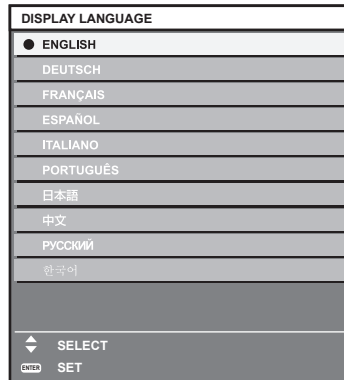 DISPLAY LANGUAGE
ENGLISH
DEUTSCH
FRANÇAIS
ESPAÑOL
ITALIANO
PORTUGUÊS
日本語
中文
РУССКИЙ
한국어
SELECT
ENTER SET